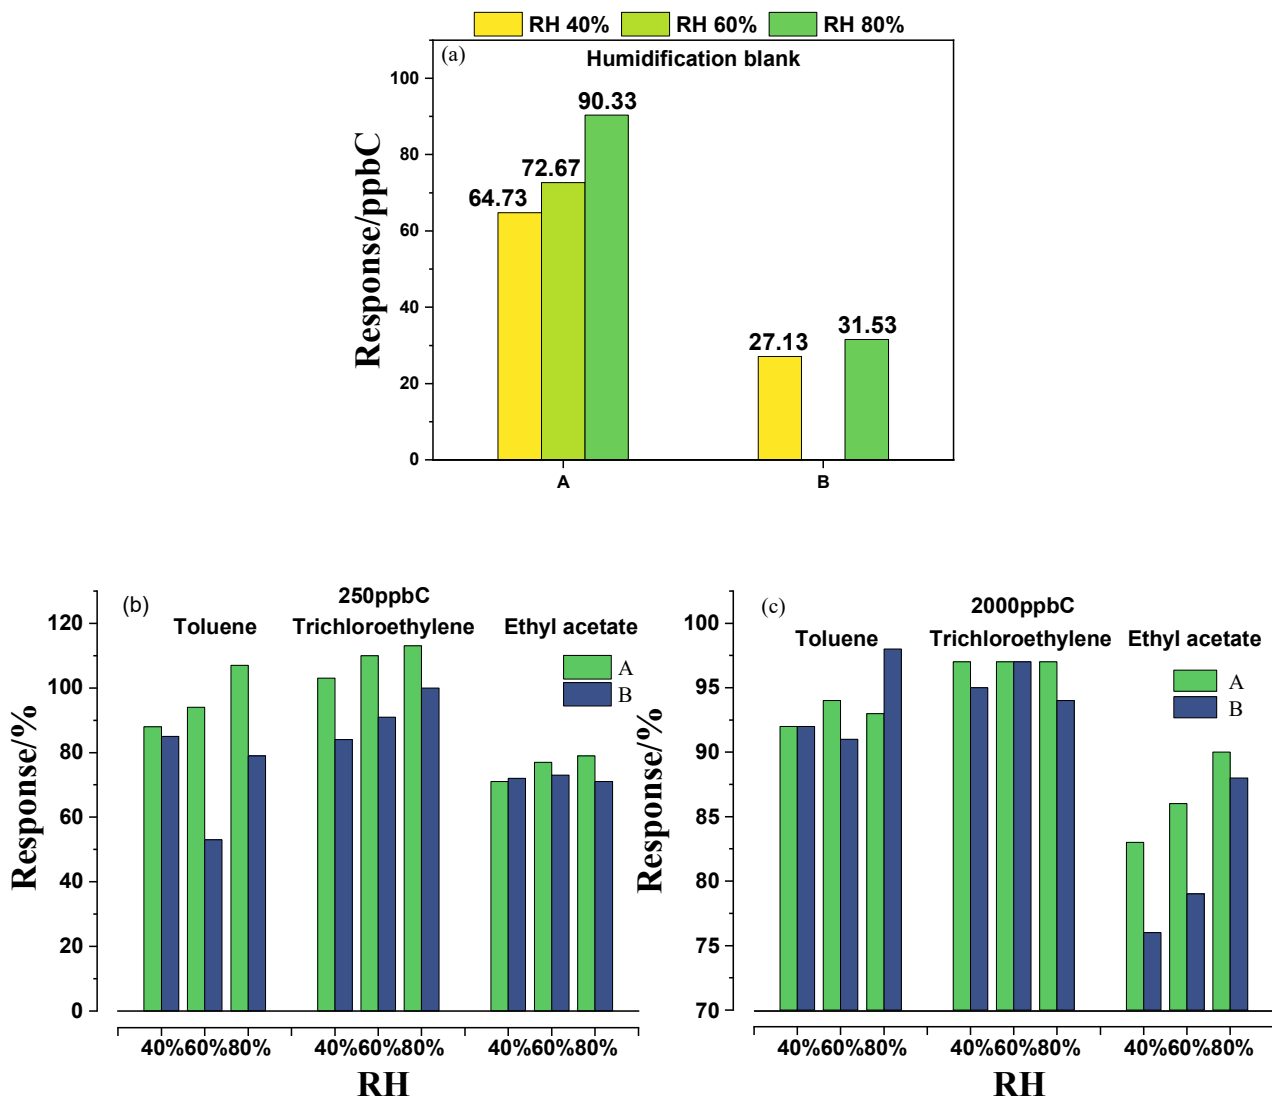 RH 40% RH 60% RH 80%
(a)
Humidification blank
Response/ppbC
100
80
60
40
20
0
64.73
72.67
90.33
27.13
31.53
A
B
(b)
250ppbC
Toluene Trichloroethylene Ethyl acetate
A
B
Response/%
120
100
80
60
40
20
0
40%60%80% 40%60%80% 40%60%80%
RH
(c)
2000ppbC
Toluene Trichloroethylene Ethyl acetate
A
B
Response/%
100
95
90
85
80
75
70
40%60%80% 40%60%80% 40%60%80%
RH